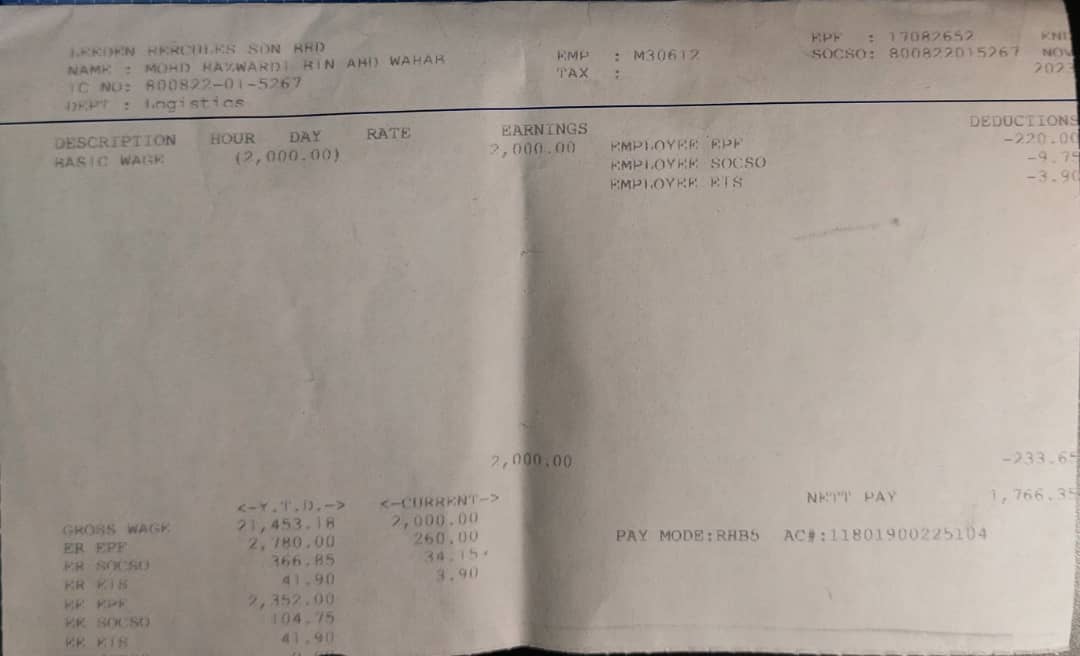 LEEDEN HERCULES SDN BHD
NAME : MOHD HAZWARDI BIN ABD WAHAB
IC NO: 800822-01-5267
DEPT : Logistics
EMP : M30612
TAX :
EPF : 17082652
SOCSO: 800822015267 NOV
2023
DESCRIPTION HOUR DAY RATE EARNINGS DEDUCTIONS
BASIC WAGE (2,000.00) 2,000.00 EMPLOYEE EPF -220.00
EMPLOYEE SOCSO -9.75
EMPLOYEE EIS -3.90
2,000.00 -233.65
<-Y.T.D.-> <-CURRENT-> NETT PAY 1,766.35
GROSS WAGE 21,453.18 2,000.00
ER EPF 2,780.00 260.00 PAY MODE:RHB5 AC#:11801900225104
ER SOCSO 366.85 34.15
ER EIS 41.90 3.90
EE EPF 2,352.00
EE SOCSO 104.75
EE EIS 41.90